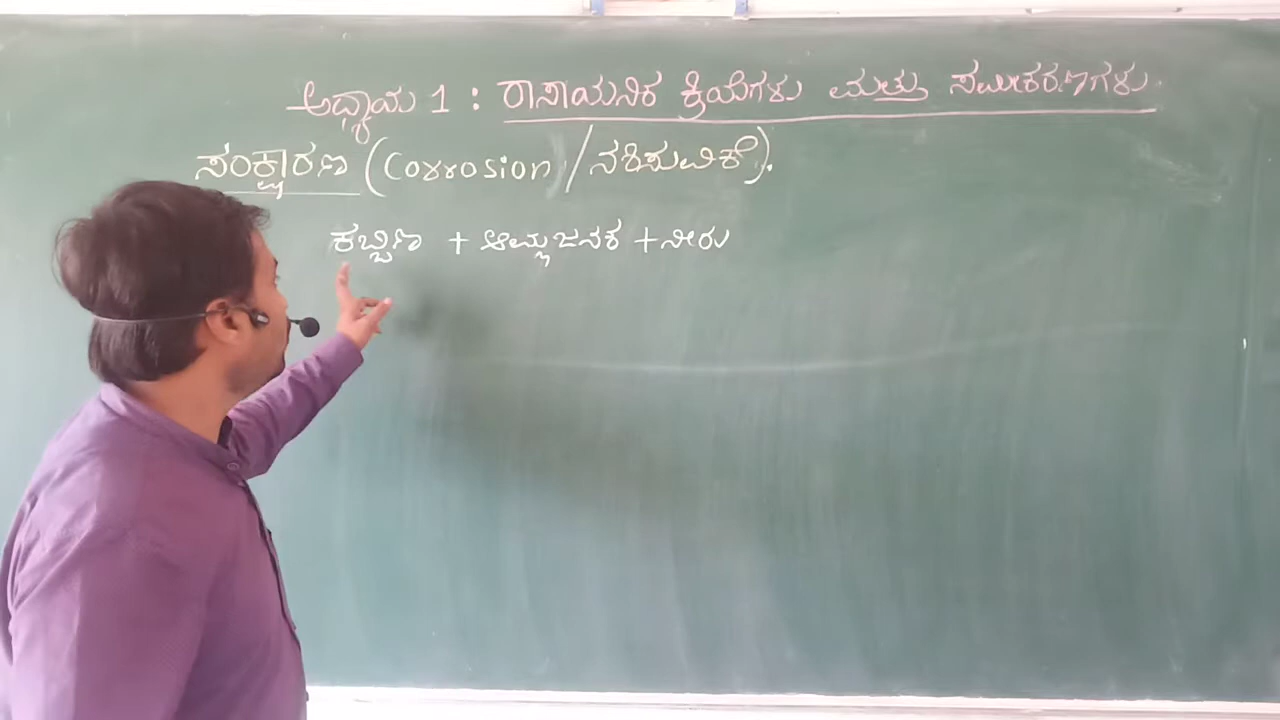 ಅಧ್ಯಾಯ 1 : ರಾಸಾಯನಿಕ ಕ್ರಿಯೆಗಳು ಮತ್ತು ಸಮೀಕರಣಗಳು.
ಸಂಕ್ಷಾರಣ (Corrosion / ನಶಿಸುವಿಕೆ).
ಕಬ್ಬಿಣ + ಆಮ್ಲಜನಕ + ನೀರು